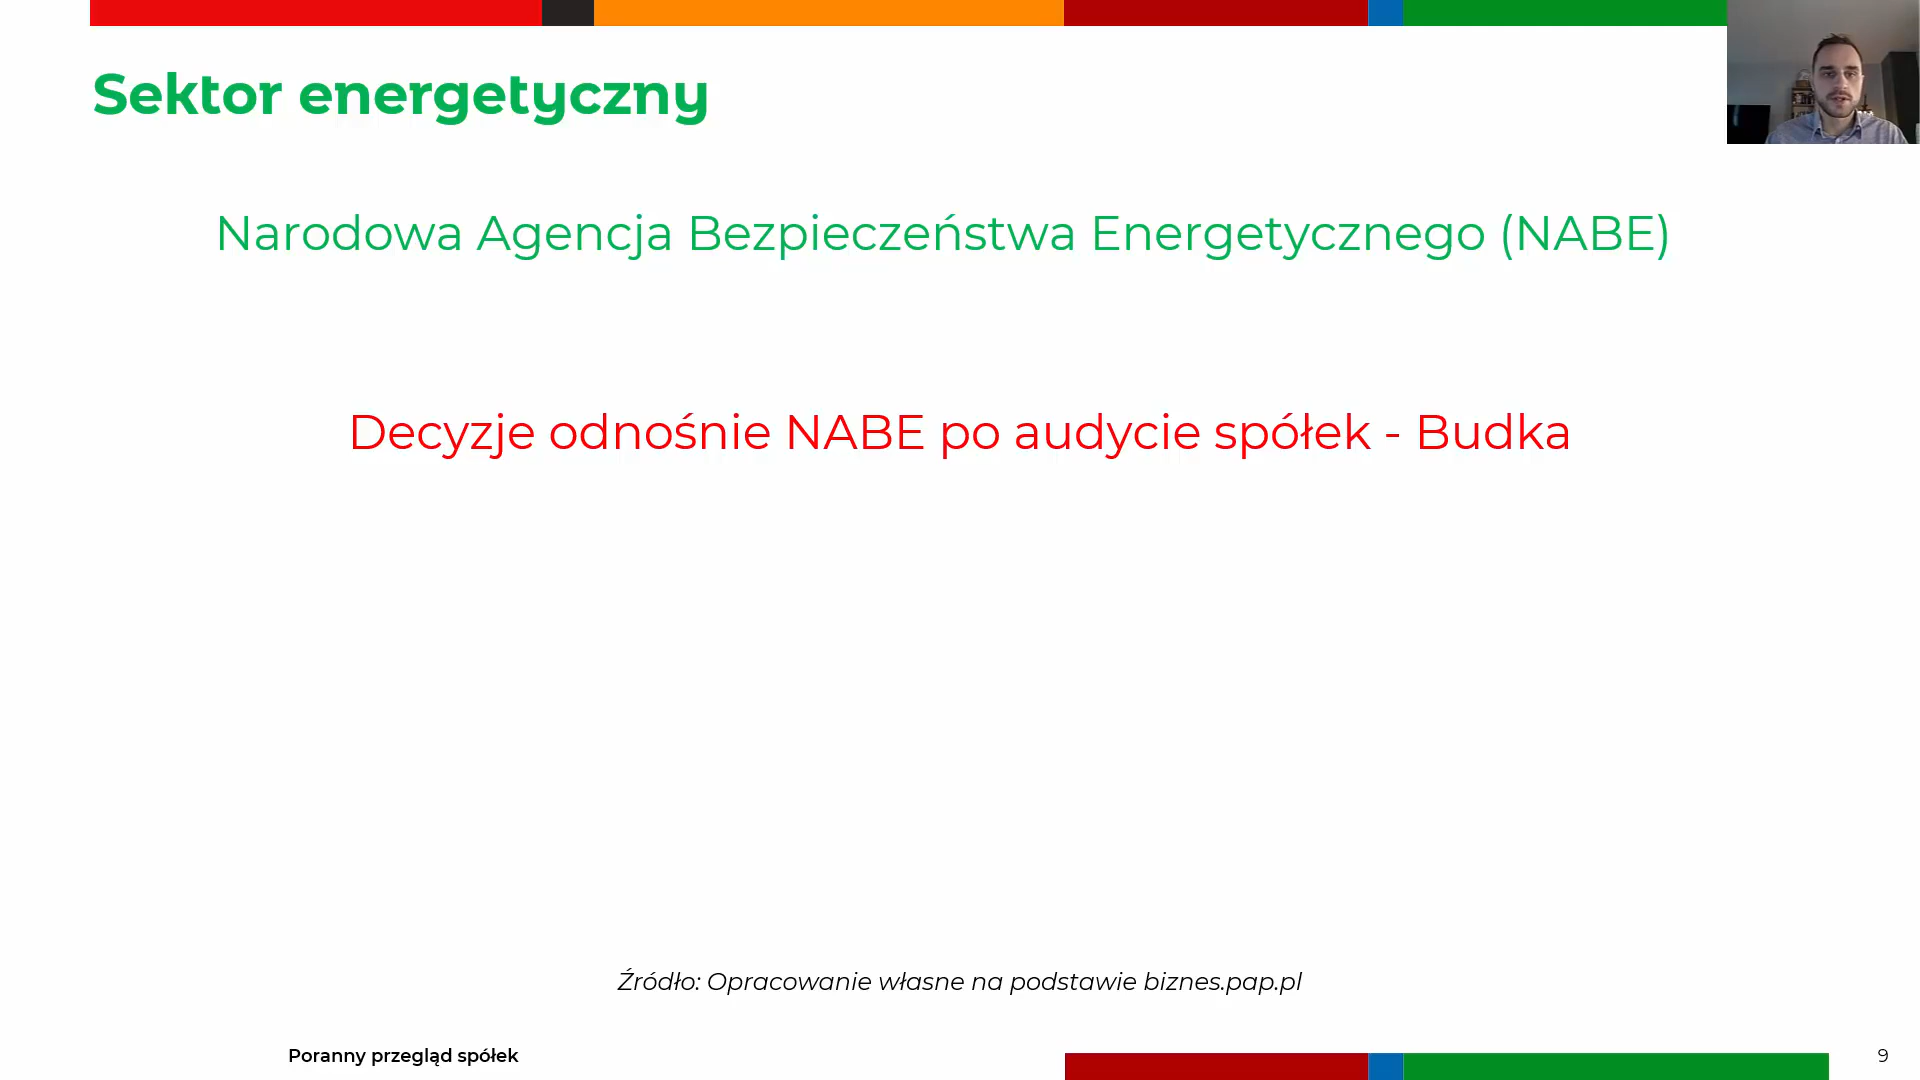 Sektor energetyczny
Narodowa Agencja Bezpieczeństwa Energetycznego (NABE)
Decyzje odnośnie NABE po audycie spółek - Budka
Źródło: Opracowanie własne na podstawie biznes.pap.pl
Poranny przegląd spółek
9